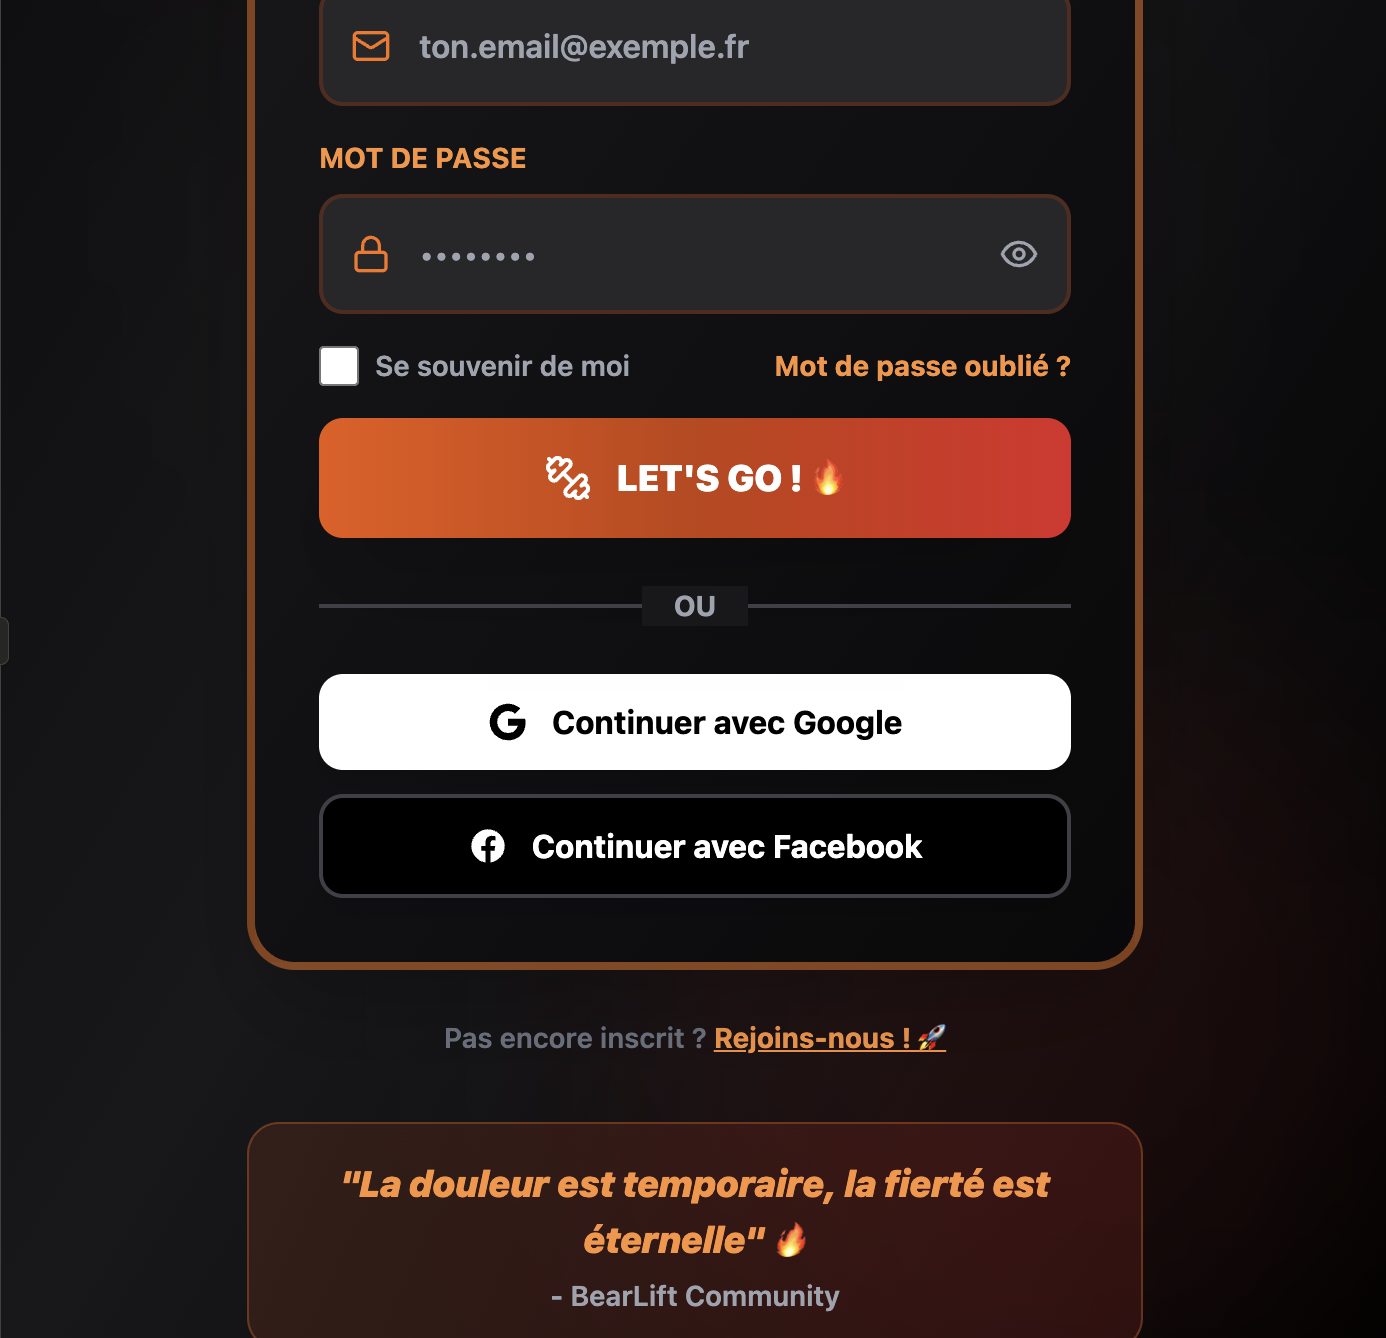 ton.email@exemple.fr
MOT DE PASSE
••••••••
Se souvenir de moi
Mot de passe oublié ?
LET'S GO ! 🔥
OU
Continuer avec Google
Continuer avec Facebook
Pas encore inscrit ? Rejoins-nous ! 🚀
"La douleur est temporaire, la fierté est
éternelle" 🔥
- BearLift Community